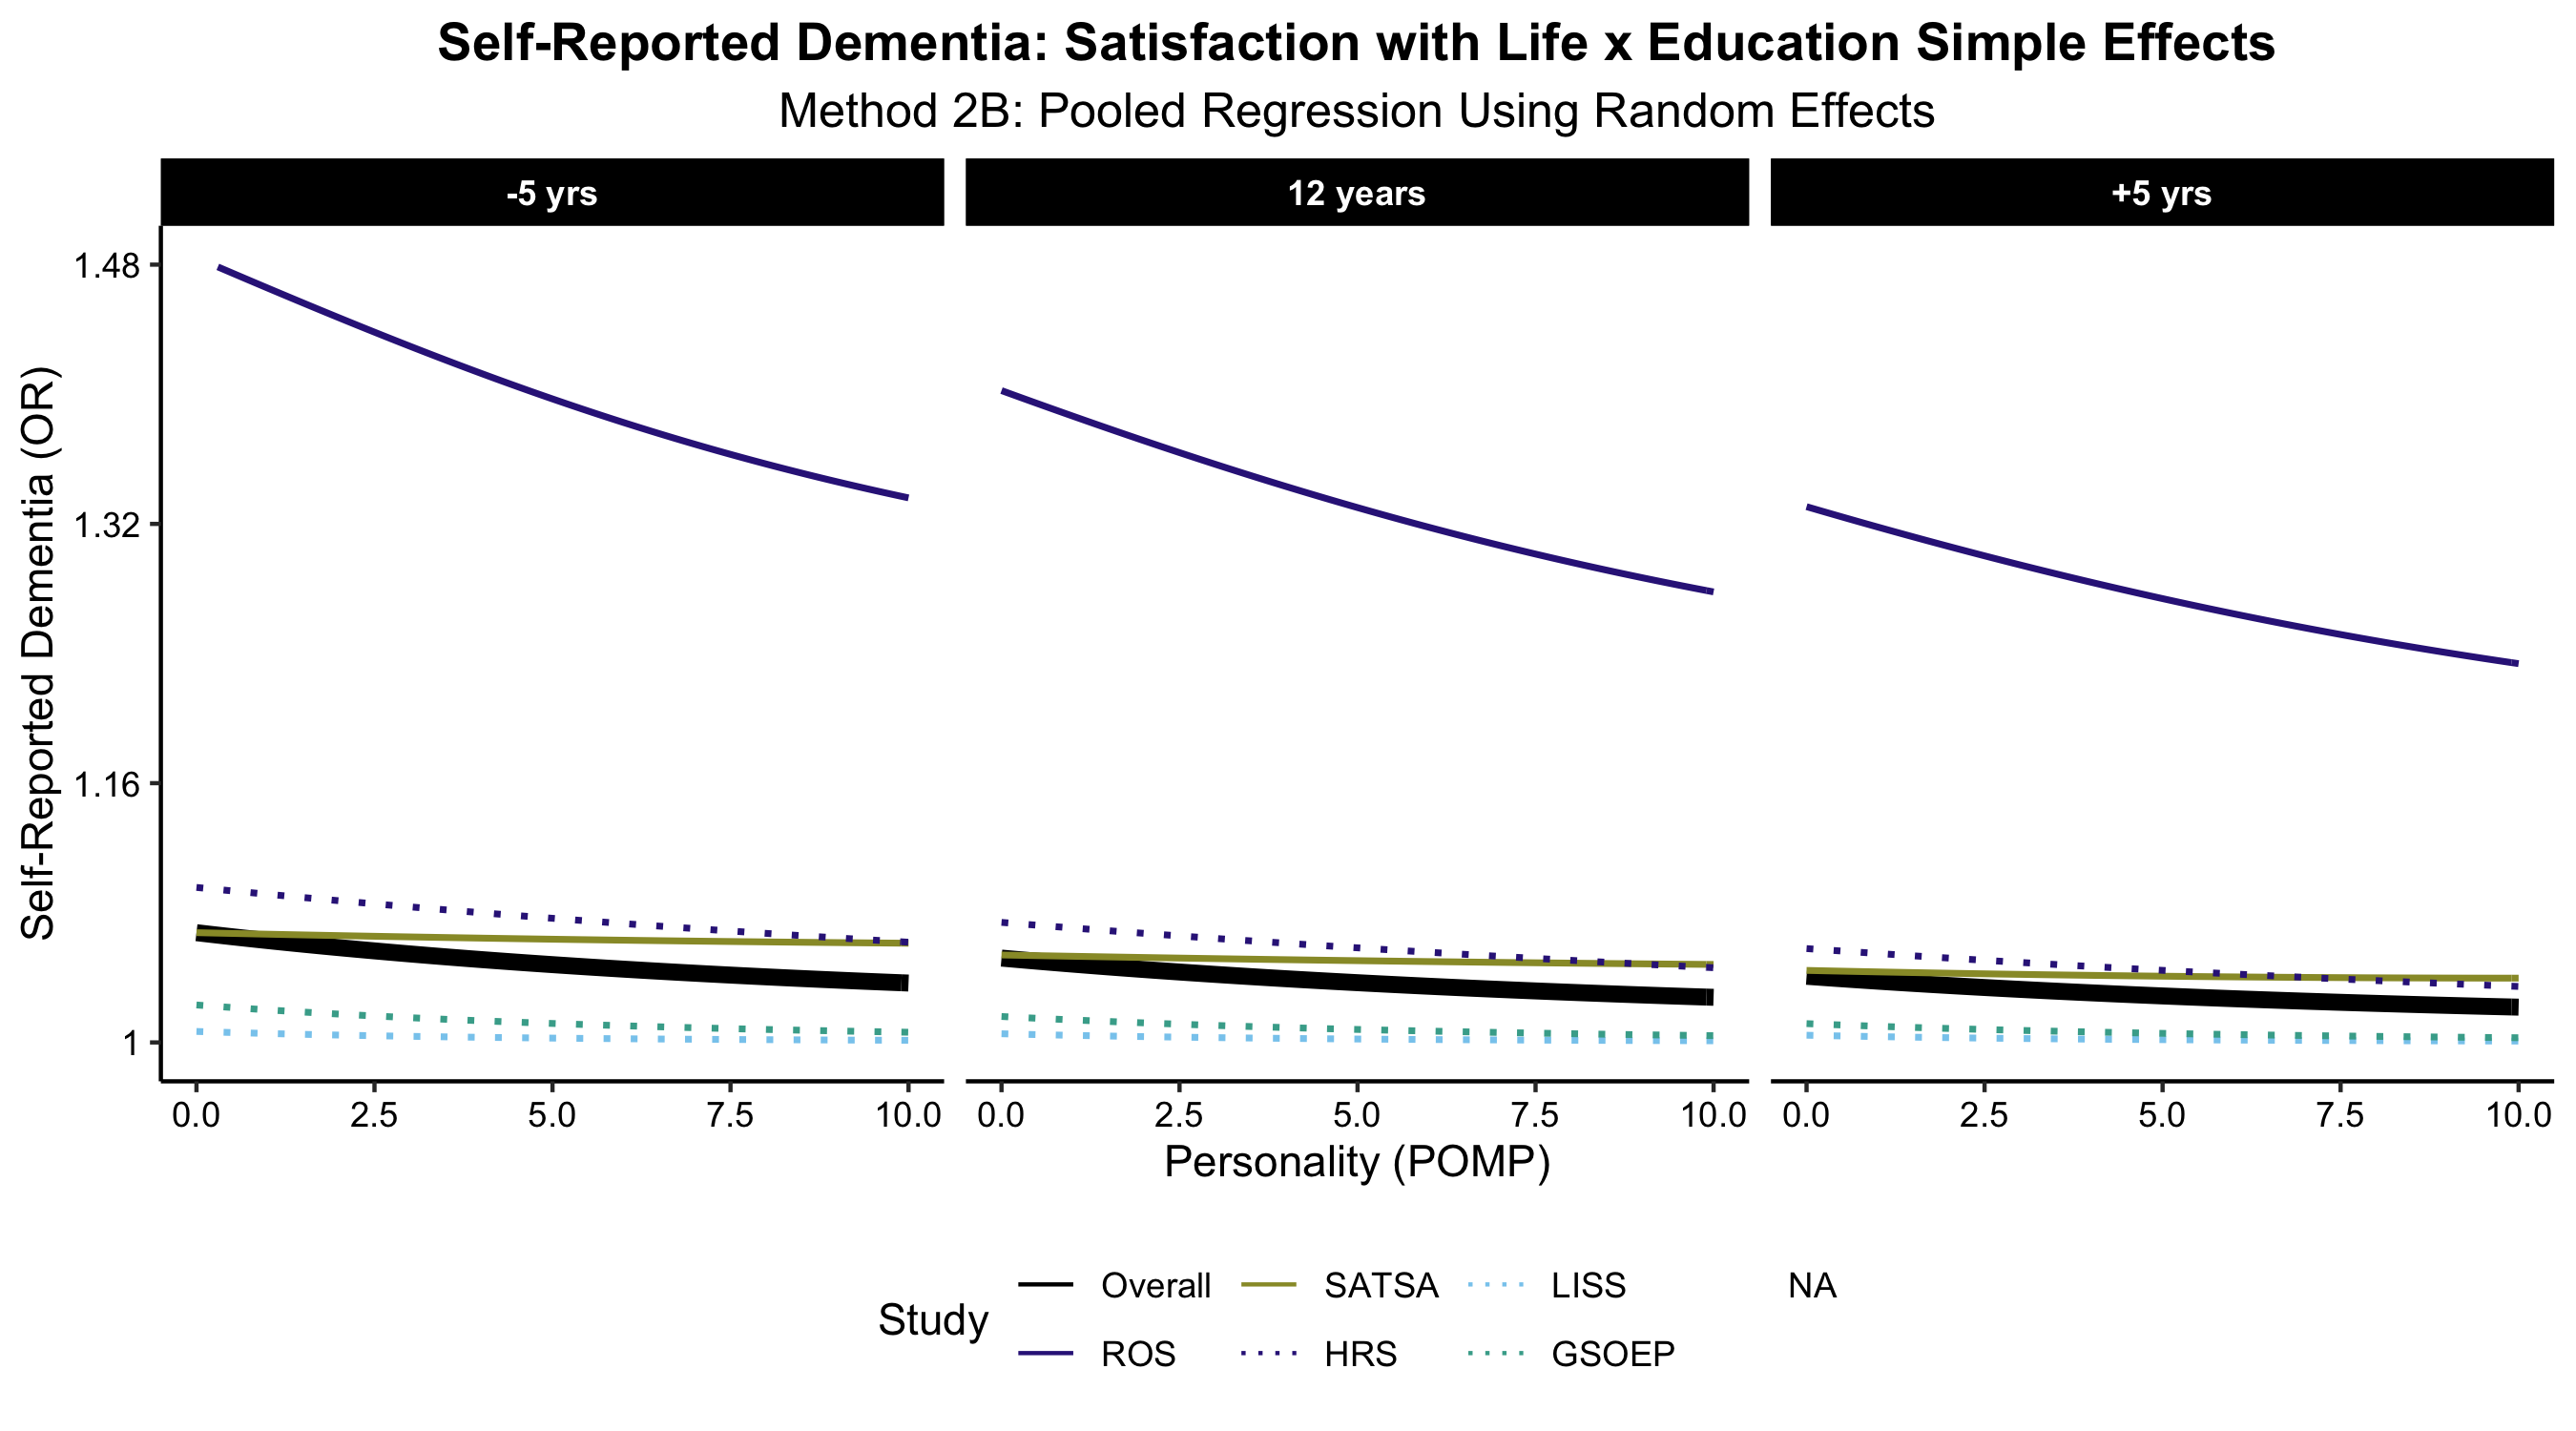 Self-Reported Dementia: Satisfaction with Life x Education Simple Effects
Method 2B: Pooled Regression Using Random Effects
-5 yrs
12 years
+5 yrs
Self-Reported Dementia (OR)
1.48
1.32
1.16
1
0.0 2.5 5.0 7.5 10.0
0.0 2.5 5.0 7.5 10.0
0.0 2.5 5.0 7.5 10.0
Personality (POMP)
Study
Overall SATSA LISS NA
ROS HRS GSOEP